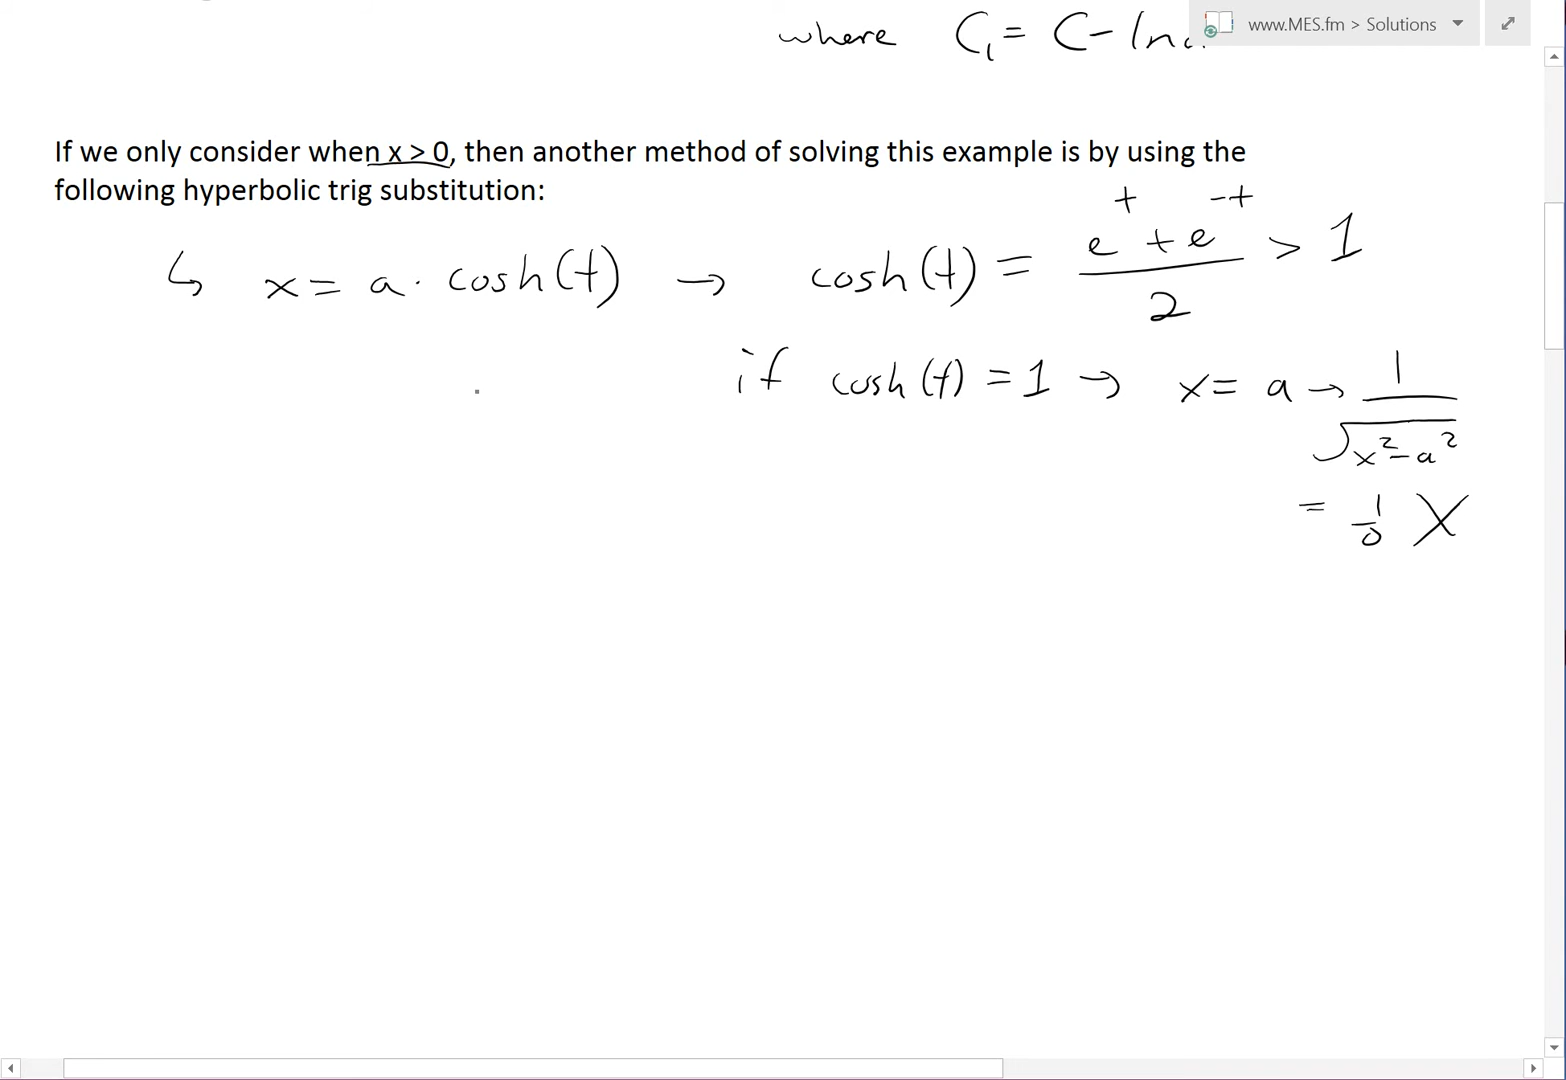 where C₁ = C - ln
www.MES.fm > Solutions
If we only consider when x > 0, then another method of solving this example is by using the
following hyperbolic trig substitution:
↳ x = a · cosh(t) → cosh(t) = (e^t + e^-t)/2 > 1
if cosh(t) = 1 → x = a → 1/√(x² - a²)
= 1/0 X